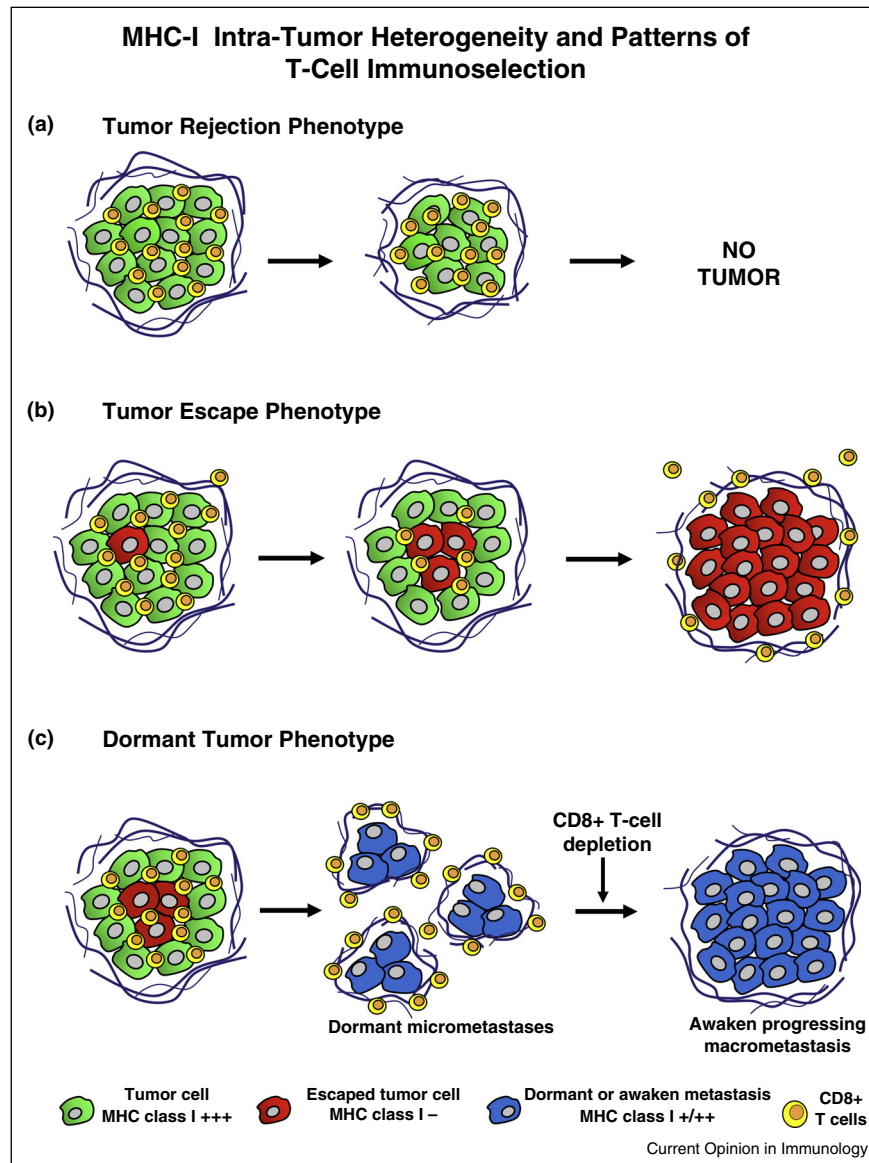 MHC-I Intra-Tumor Heterogeneity and Patterns of
T-Cell Immunoselection
(a) Tumor Rejection Phenotype
NO
TUMOR
(b) Tumor Escape Phenotype
(c) Dormant Tumor Phenotype
CD8+ T-cell
depletion
Dormant micrometastases
Awaken progressing
macrometastasis
Tumor cell
MHC class I +++
Escaped tumor cell
MHC class I –
Dormant or awaken metastasis
MHC class I +/++
CD8+
T cells
Current Opinion in Immunology